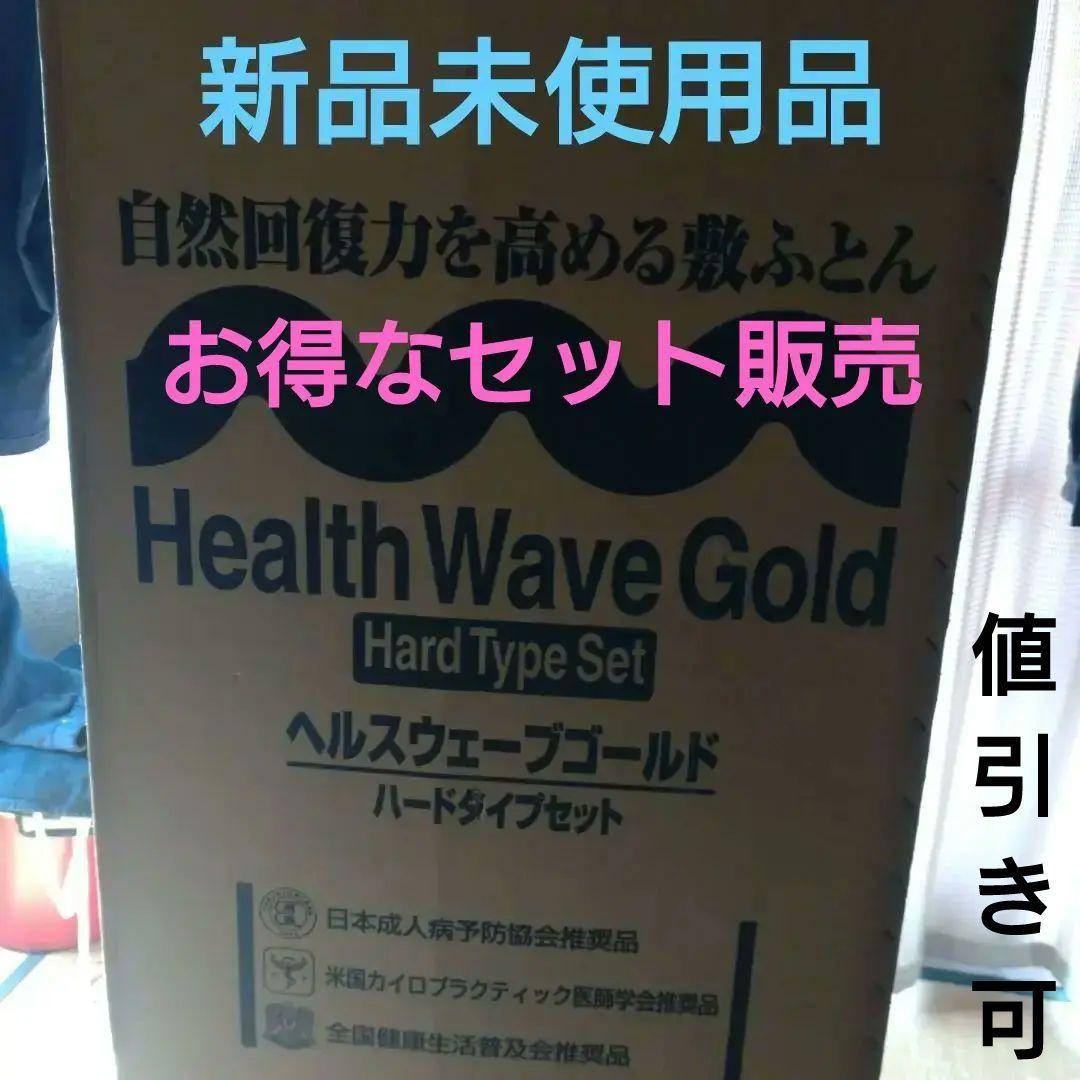 新品未使用品
自然回復力を高める敷ふとん
お得なセット販売
Health Wave Gold
Hard Type Set
ヘルスウェーブゴールド
ハードタイプセット
日本成人病予防協会推奨品
米国カイロプラクティック医師学会推奨品
全国健康生活普及会推奨品
値引き可